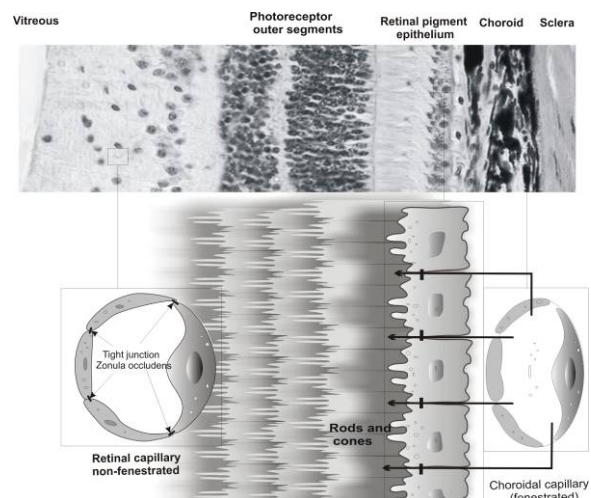 Vitreous
Photoreceptor
outer segments
Retinal pigment
epithelium
Choroid
Sclera
Tight junction
Zonula occludens
Rods and
cones
Retinal capillary
non-fenestrated
Choroidal capillary
(fenestrated)